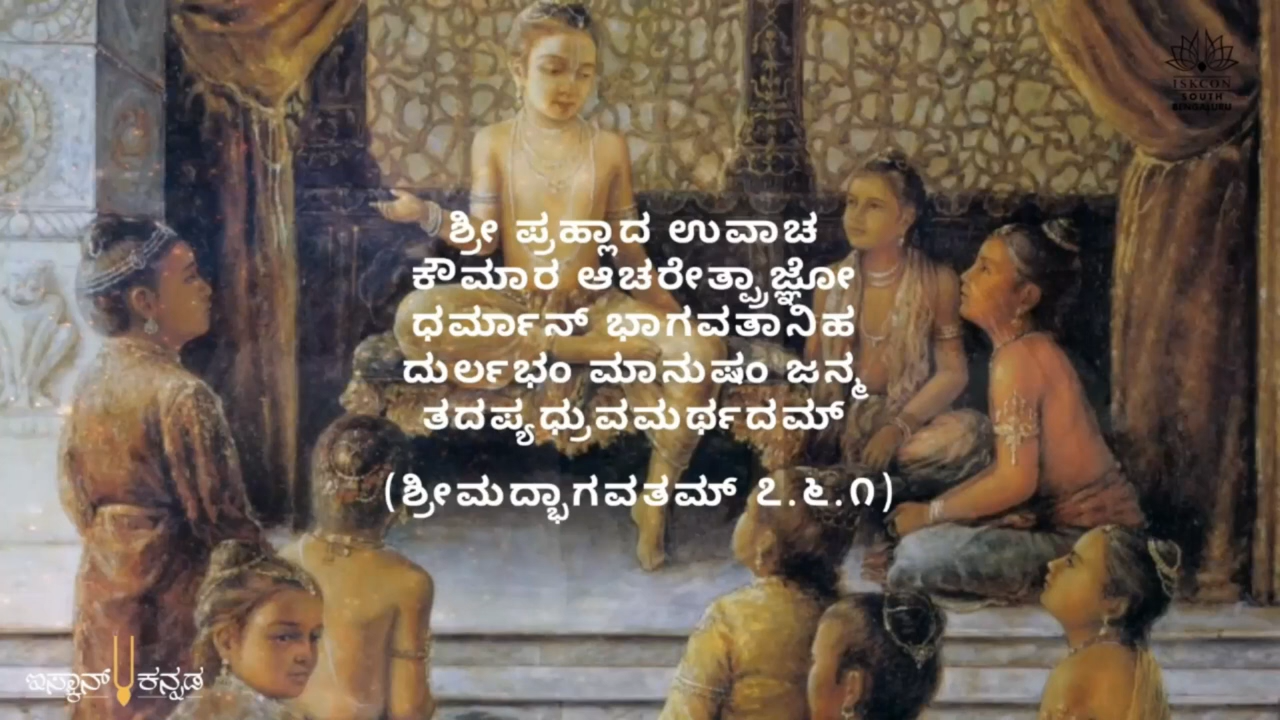 ISKCON
SOUTH
BENGALURU
ಶ್ರೀ ಪ್ರಹ್ಲಾದ ಉವಾಚ
ಕೌಮಾರ ಆಚರೇತ್ಪ್ರಾಜ್ಞೋ
ಧರ್ಮಾನ್ ಭಾಗವತಾನಿಹ
ದುರ್ಲಭಂ ಮಾನುಷಂ ಜನ್ಮ
ತದಪ್ಯಧ್ರುವಮರ್ಥದಮ್
(ಶ್ರೀಮದ್ಭಾಗವತಮ್ ೭.೬.೧)
ಇಸ್ಕಾನ್ ಕನ್ನಡ